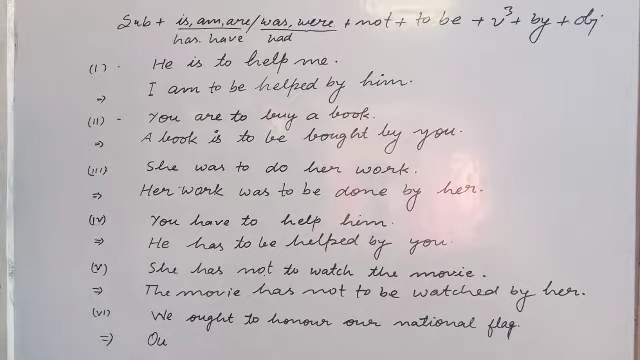 Sub + is, am, are / was, were + not + to be + v³ + by + obj
has. have had
(I) · He is to help me.
⇒ I am to be helped by him.
(II) - You are to buy a book.
⇒ A book is to be bought by you.
(III) She was to do her work.
⇒ Her work was to be done by her.
(IV) You have to help him.
⇒ He has to be helped by you.
(V) She has not to watch the movie.
⇒ The movie has not to be watched by her.
(VI) We ought to honour our national flag.
⇒ Ou